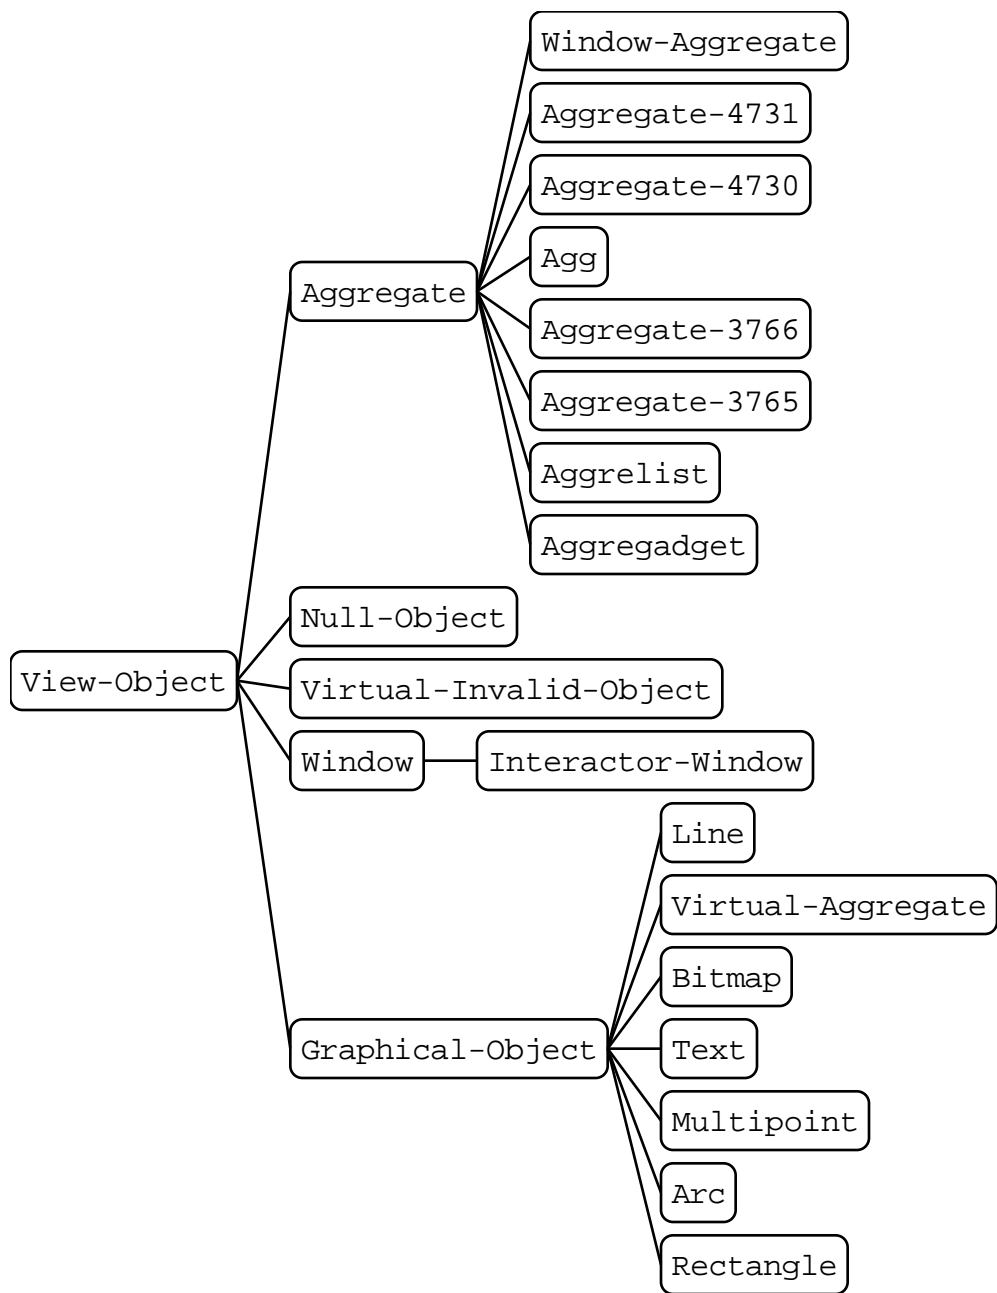 Window-Aggregate
Aggregate-4731
Aggregate-4730
Agg
Aggregate
Aggregate-3766
Aggregate-3765
Aggrelist
Aggregadget
Null-Object
View-Object
Virtual-Invalid-Object
Window
Interactor-Window
Line
Virtual-Aggregate
Bitmap
Graphical-Object
Text
Multipoint
Arc
Rectangle